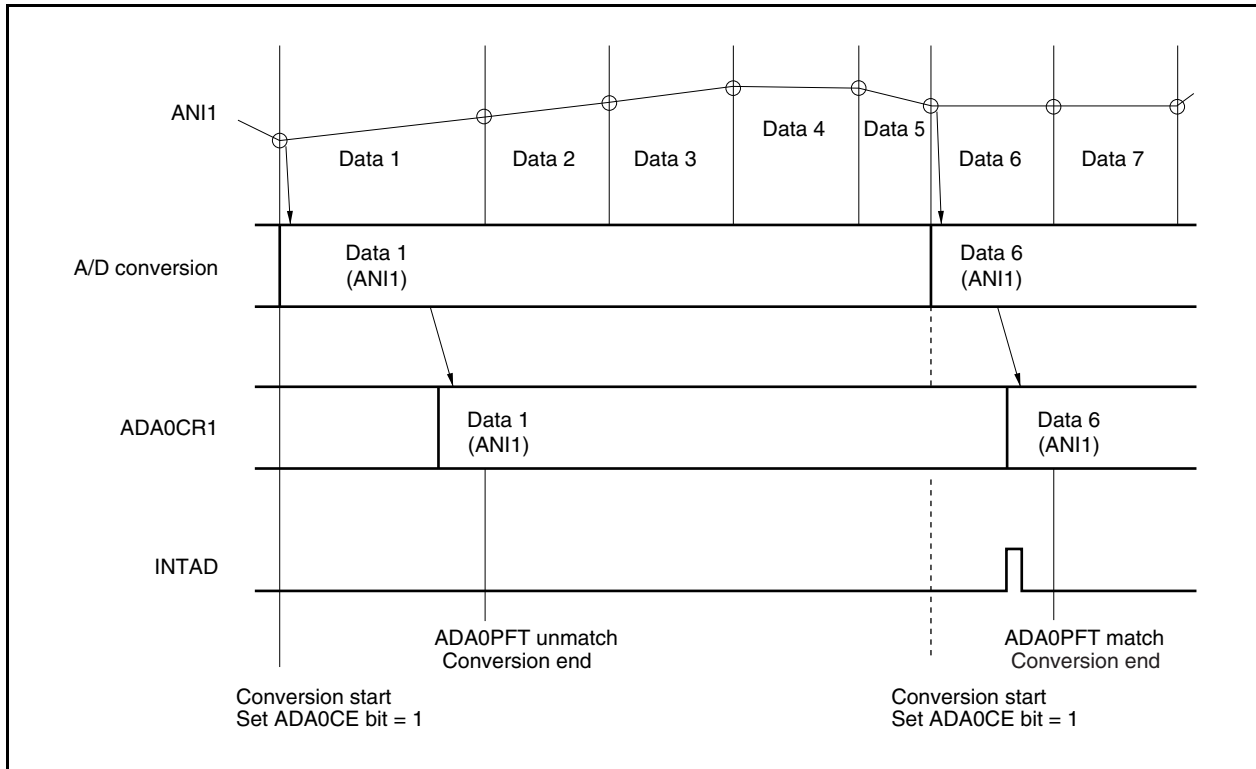 ANI1
Data 1
Data 2
Data 3
Data 4
Data 5
Data 6
Data 7
A/D conversion
Data 1
(ANI1)
Data 6
(ANI1)
ADA0CR1
Data 1
(ANI1)
Data 6
(ANI1)
INTAD
ADA0PFT unmatch
Conversion end
ADA0PFT match
Conversion end
Conversion start
Set ADA0CE bit = 1
Conversion start
Set ADA0CE bit = 1